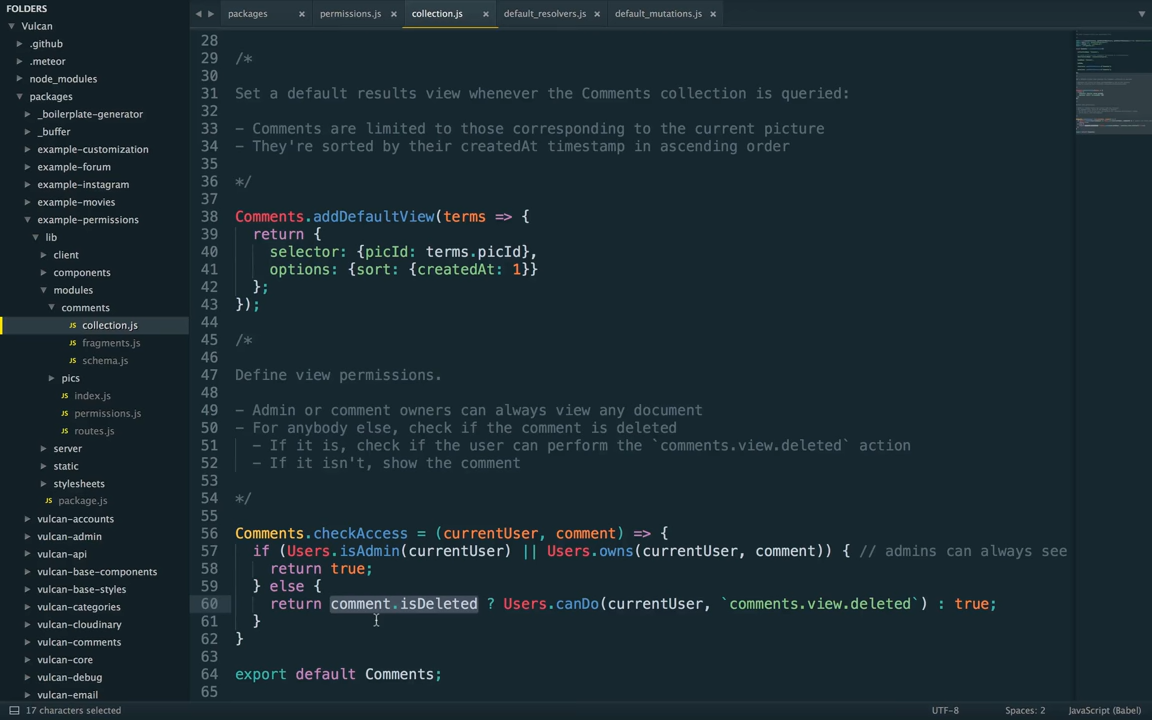 FOLDERS
Vulcan
.github
.meteor
node_modules
packages
_boilerplate-generator
_buffer
example-customization
example-forum
example-instagram
example-movies
example-permissions
lib
client
components
modules
comments
JS collection.js
JS fragments.js
JS schema.js
pics
JS index.js
JS permissions.js
JS routes.js
server
static
stylesheets
JS package.js
vulcan-accounts
vulcan-admin
vulcan-api
vulcan-base-components
vulcan-base-styles
vulcan-categories
vulcan-cloudinary
vulcan-comments
vulcan-core
vulcan-debug
vulcan-email
packages × permissions.js × collection.js × default_resolvers.js × default_mutations.js ×
28
29 /*
30
31 Set a default results view whenever the Comments collection is queried:
32
33 - Comments are limited to those corresponding to the current picture
34 - They're sorted by their createdAt timestamp in ascending order
35
36 */
37
38 Comments.addDefaultView(terms => {
39 return {
40 selector: {picId: terms.picId},
41 options: {sort: {createdAt: 1}}
42 };
43 });
44
45 /*
46
47 Define view permissions.
48
49 - Admin or comment owners can always view any document
50 - For anybody else, check if the comment is deleted
51 - If it is, check if the user can perform the `comments.view.deleted` action
52 - If it isn't, show the comment
53
54 */
55
56 Comments.checkAccess = (currentUser, comment) => {
57 if (Users.isAdmin(currentUser) || Users.owns(currentUser, comment)) { // admins can always see
58 return true;
59 } else {
60 return comment.isDeleted ? Users.canDo(currentUser, `comments.view.deleted`) : true;
61 }
62 }
63
64 export default Comments;
65
17 characters selected
UTF-8 Spaces: 2 JavaScript (Babel)